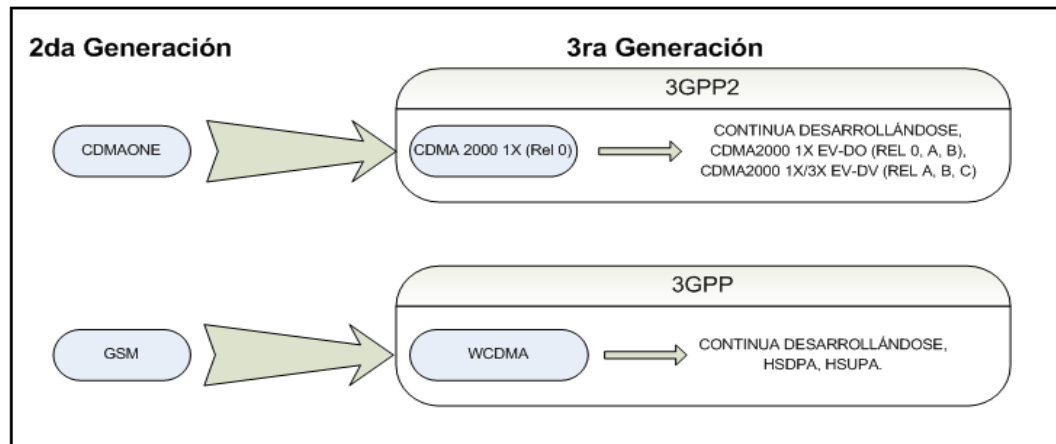 2da Generación
3ra Generación
3GPP2
CDMAONE
CDMA 2000 1X (Rel 0)
CONTINUA DESARROLLÁNDOSE,
CDMA2000 1X EV-DO (REL 0, A, B),
CDMA2000 1X/3X EV-DV (REL A, B, C)
3GPP
GSM
WCDMA
CONTINUA DESARROLLÁNDOSE,
HSDPA, HSUPA.